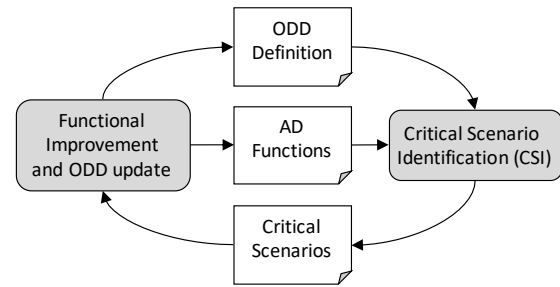 ODD
Definition
Functional
Improvement
and ODD update
AD
Functions
Critical Scenario
Identification (CSI)
Critical
Scenarios